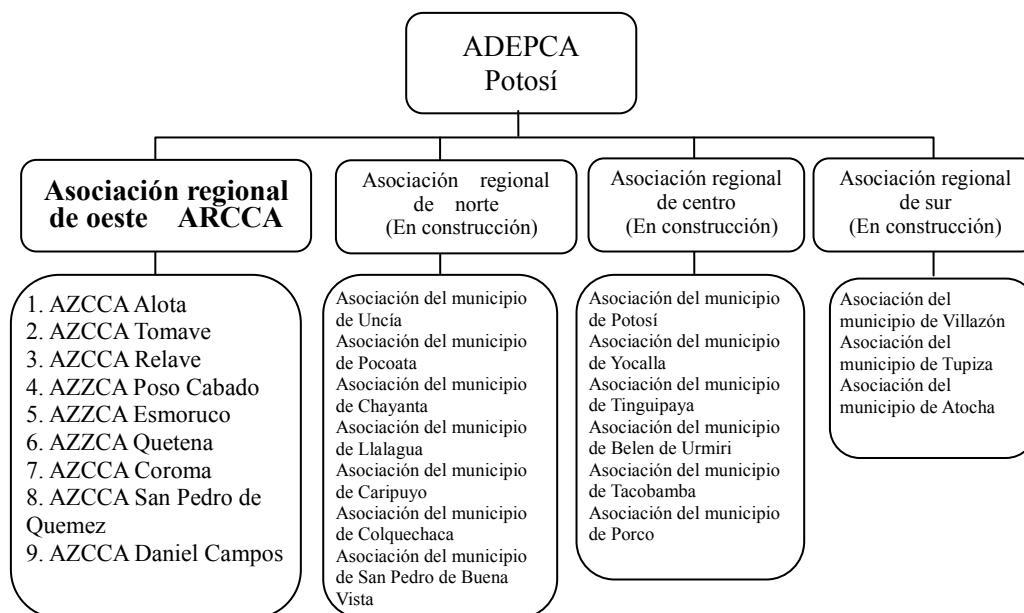 ADEPCA
Potosí
Asociación regional
de oeste ARCCA
Asociación regional
de norte
(En construcción)
Asociación regional
de centro
(En construcción)
Asociación regional
de sur
(En construcción)
1. AZCCA Alota
2. AZCCA Tomave
3. AZCCA Relave
4. AZZCA Poso Cabado
5. AZZCA Esmoruco
6. AZZCA Quetena
7. AZCCA Coroma
8. AZCCA San Pedro de
Quemez
9. AZCCA Daniel Campos
Asociación del municipio
de Uncía
Asociación del municipio
de Pocoata
Asociación del municipio
de Chayanta
Asociación del municipio
de Llalagua
Asociación del municipio
de Caripuyo
Asociación del municipio
de Colquechaca
Asociación del municipio
de San Pedro de Buena
Vista
Asociación del municipio
de Potosí
Asociación del municipio
de Yocalla
Asociación del municipio
de Tinguipaya
Asociación del municipio
de Belen de Urmiri
Asociación del municipio
de Tacobamba
Asociación del municipio
de Porco
Asociación del
municipio de Villazón
Asociación del
municipio de Tupiza
Asociación del
municipio de Atocha